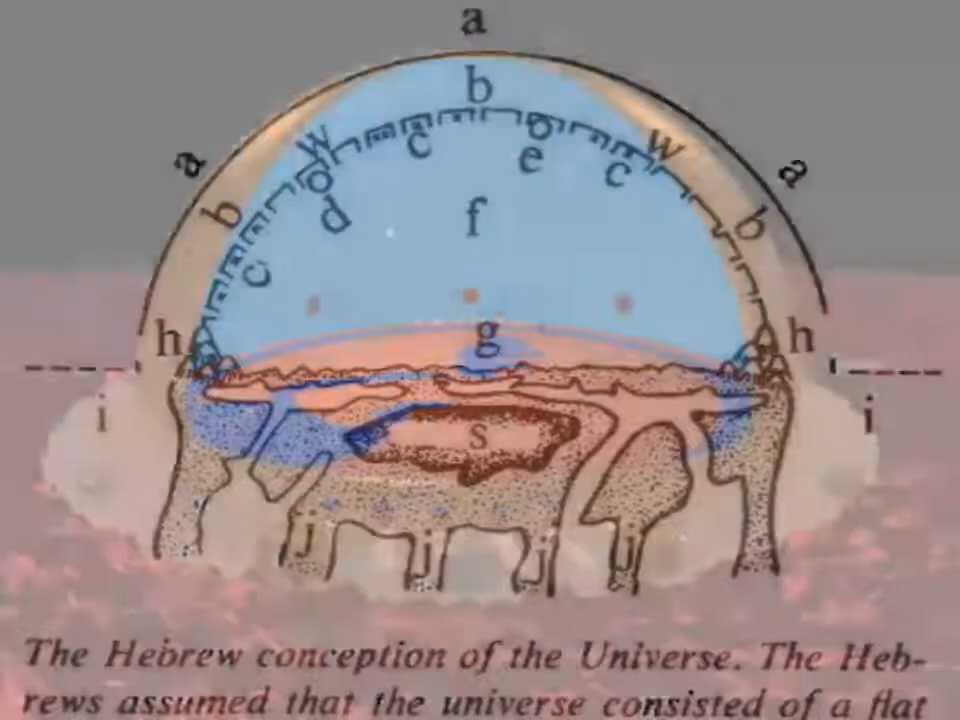 a
b
w
c
o
e
w
c
a
a
o
d
f
b
b
c
h
g
h
i
s
i
j
j
j
j
The Hebrew conception of the Universe. The Heb-
rews assumed that the universe consisted of a flat